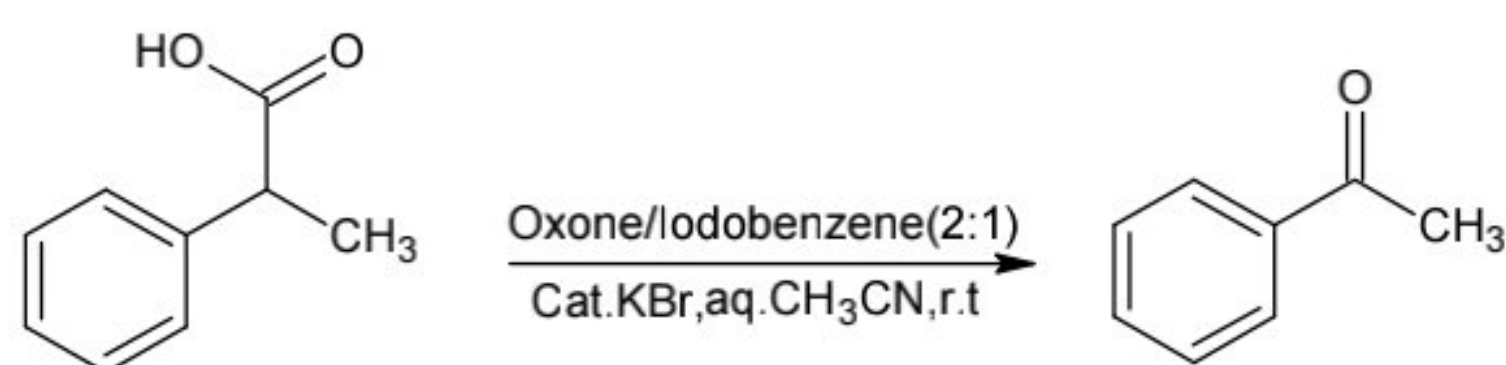 HO
O
CH3
Oxone/Iodobenzene(2:1)
Cat.KBr,aq.CH3CN,r.t
O
CH3